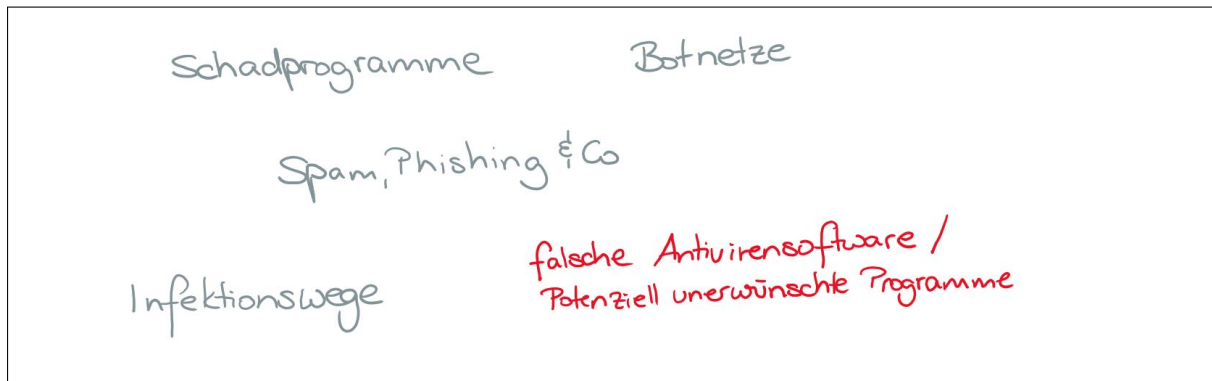 Schadprogramme
Botnetze
Spam, Phishing & Co
falsche Antivirensoftware /
Potenziell unerwünschte Programme
Infektionswege